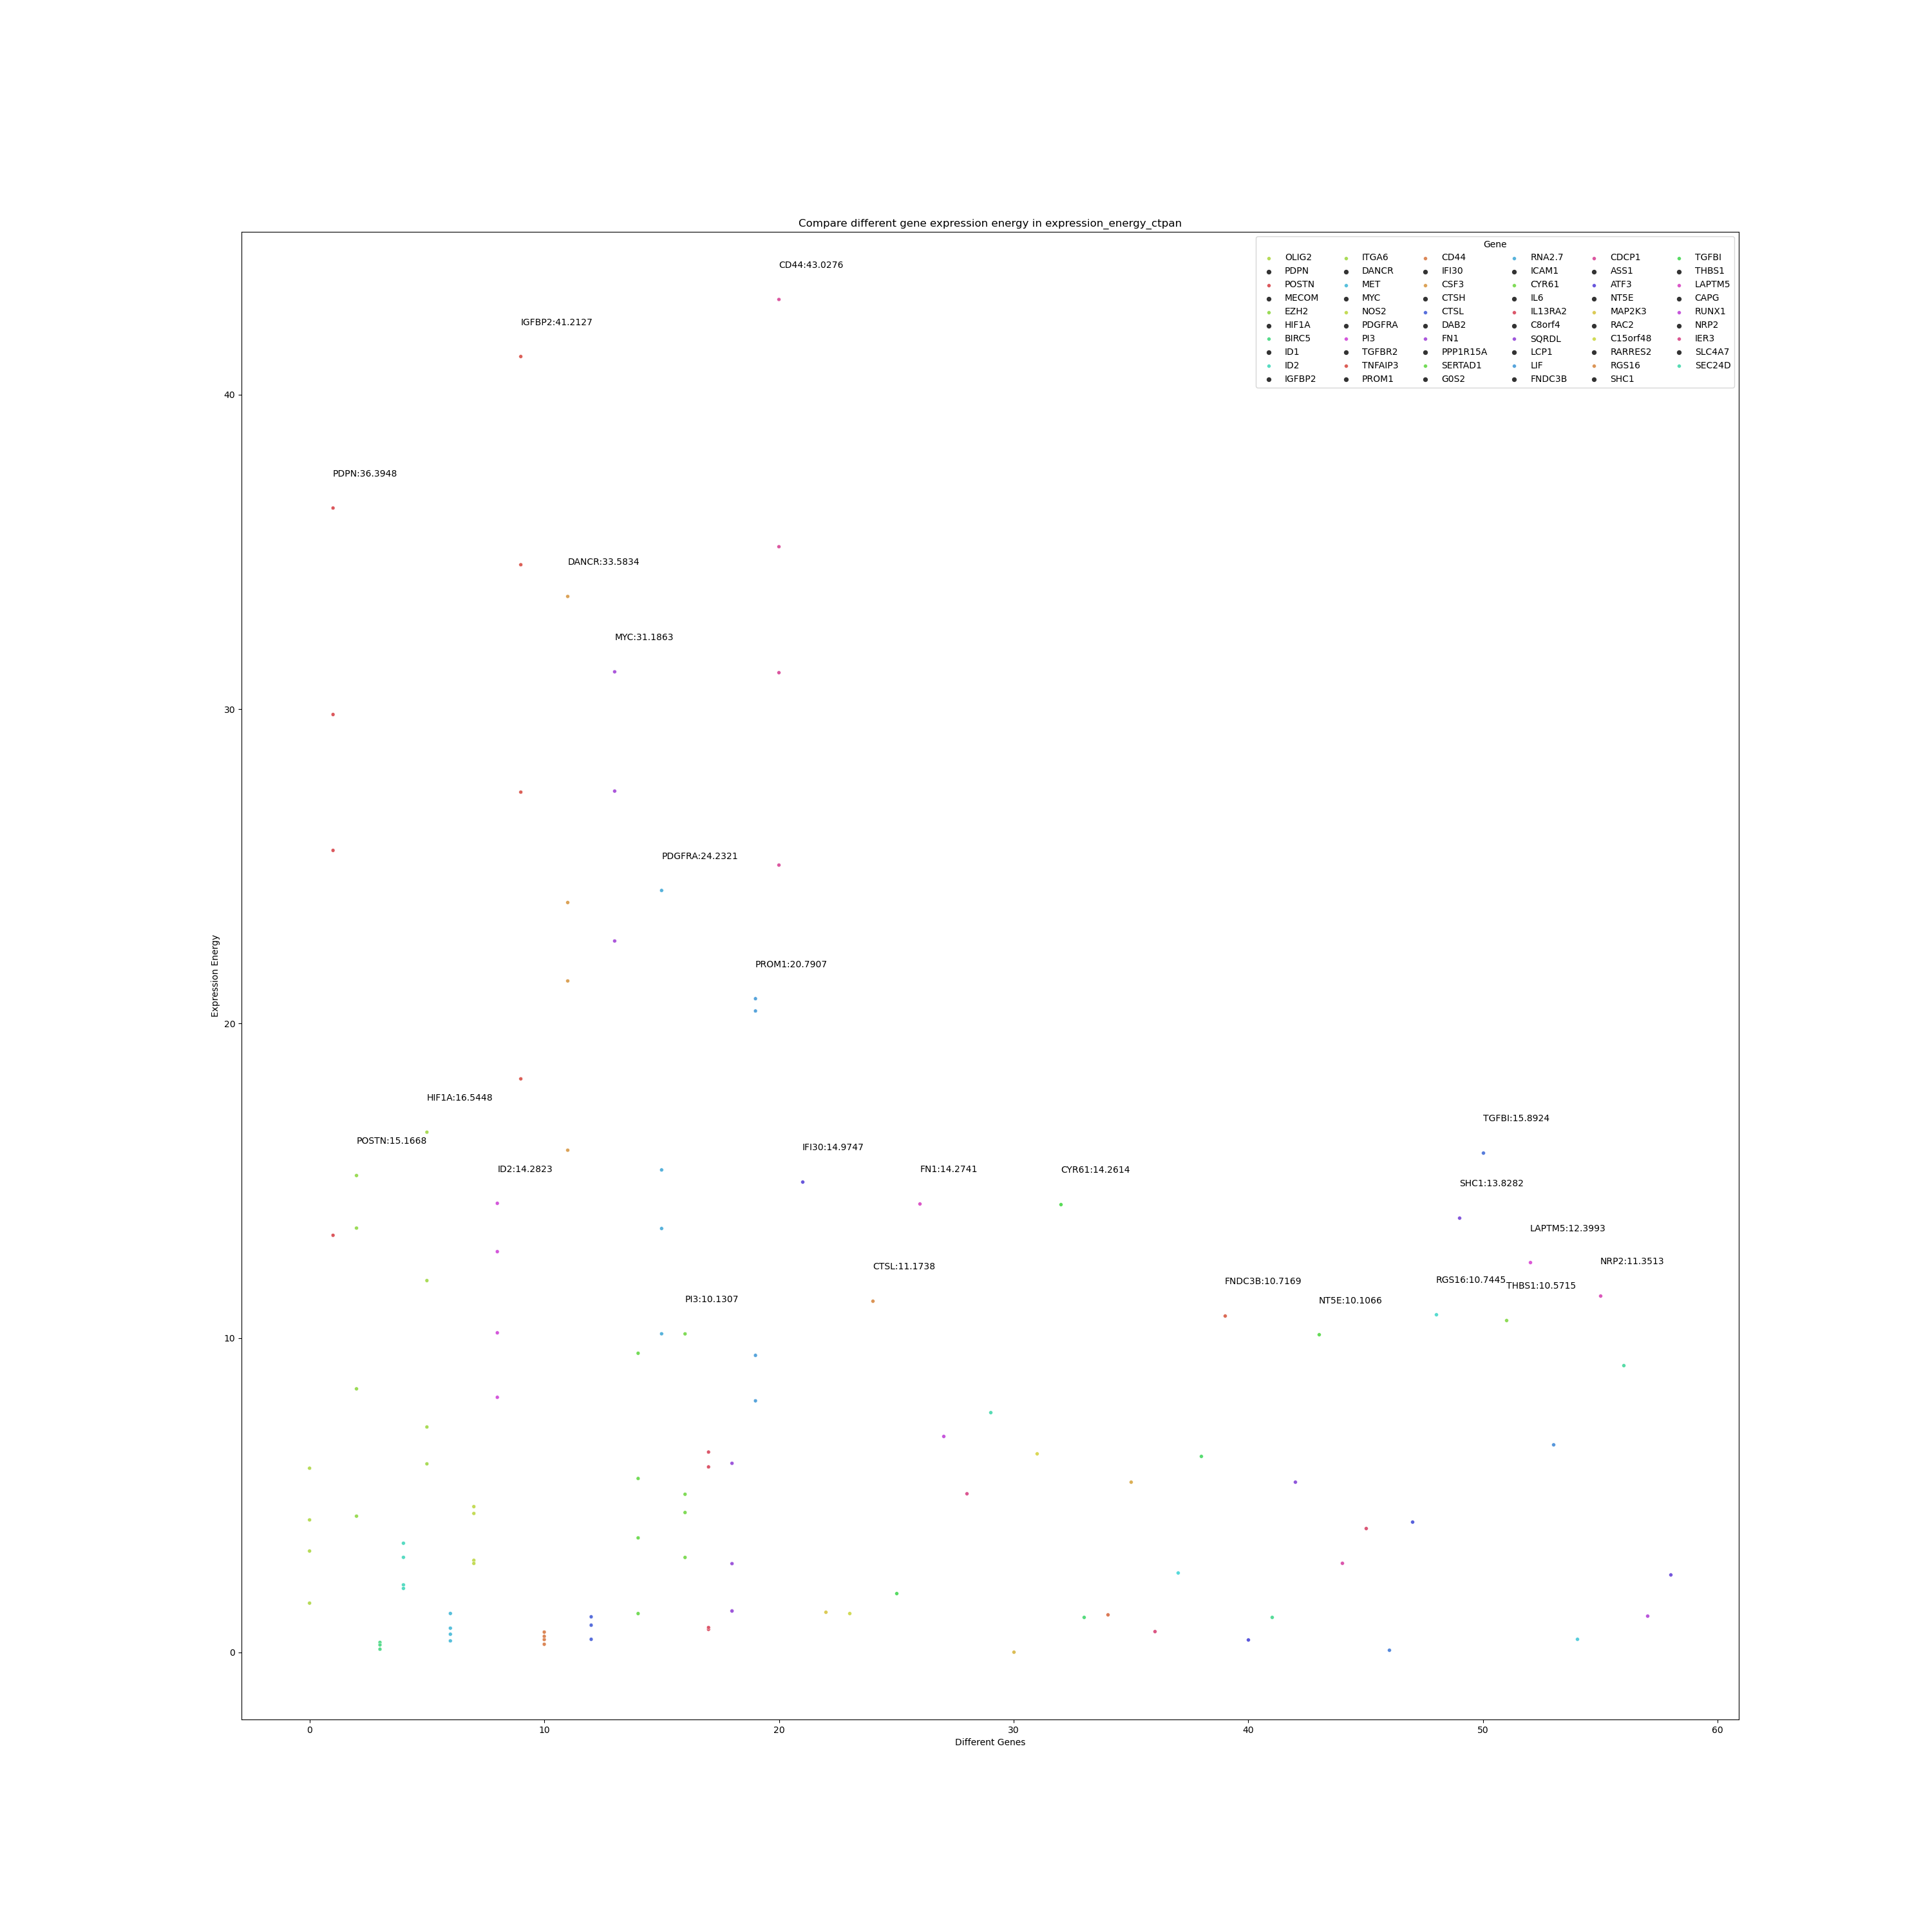 Compare different gene expression energy in expression_energy_ctpan
Gene
OLIG2 ITGA6 CD44 RNA2.7 CDCP1 TGFBI
PDPN DANCR IFI30 ICAM1 ASS1 THBS1
POSTN MET CSF3 CYR61 ATF3 LAPTM5
MECOM MYC CTSH IL6 NT5E CAPG
EZH2 NOS2 CTSL IL13RA2 MAP2K3 RUNX1
HIF1A PDGFRA DAB2 C8orf4 RAC2 NRP2
BIRC5 PI3 FN1 SQRDL C15orf48 IER3
ID1 TGFBR2 PPP1R15A LCP1 RARRES2 SLC4A7
ID2 TNFAIP3 SERTAD1 LIF RGS16 SEC24D
IGFBP2 PROM1 G0S2 FNDC3B SHC1
CD44:43.0276
IGFBP2:41.2127
40
PDPN:36.3948
DANCR:33.5834
MYC:31.1863
30
PDGFRA:24.2321
PROM1:20.7907
Expression Energy
20
HIF1A:16.5448
TGFBI:15.8924
POSTN:15.1668
IFI30:14.9747
ID2:14.2823
FN1:14.2741
CYR61:14.2614
SHC1:13.8282
LAPTM5:12.3993
NRP2:11.3513
CTSL:11.1738
RGS16:10.7445
FNDC3B:10.7169
THBS1:10.5715
PI3:10.1307
NT5E:10.1066
10
0
0 10 20 30 40 50 60
Different Genes